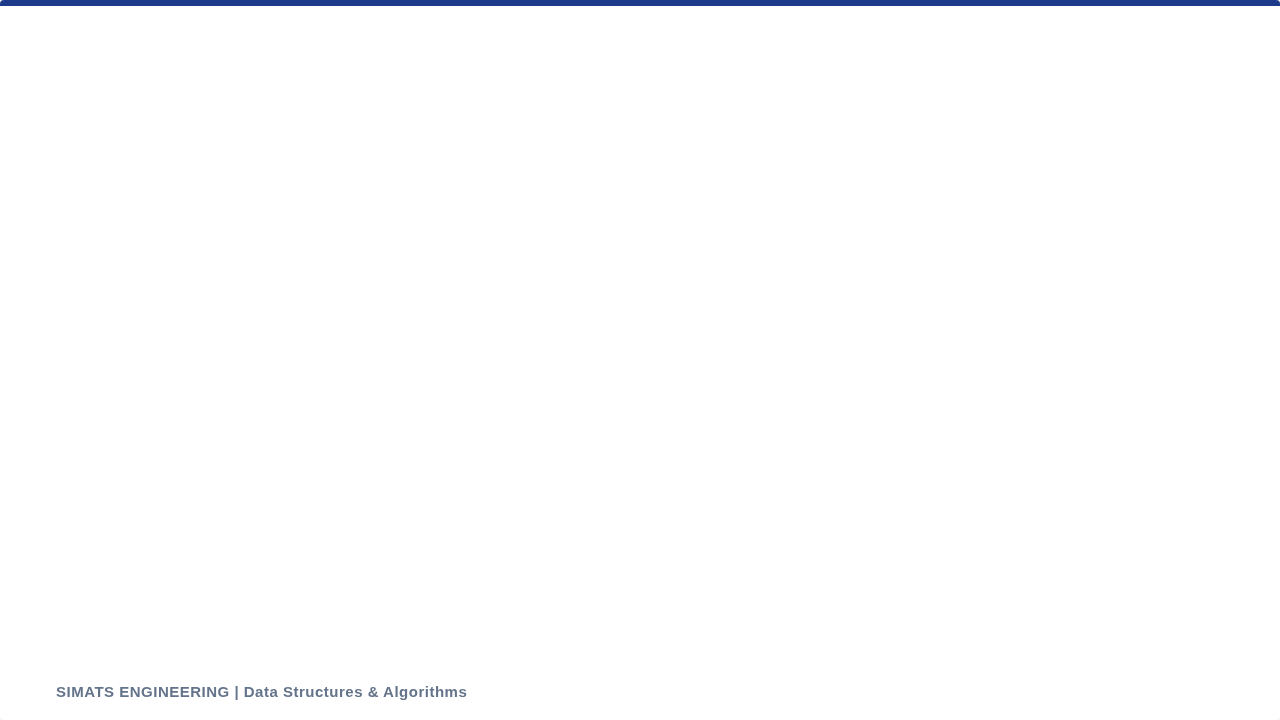 SIMATS ENGINEERING | Data Structures & Algorithms